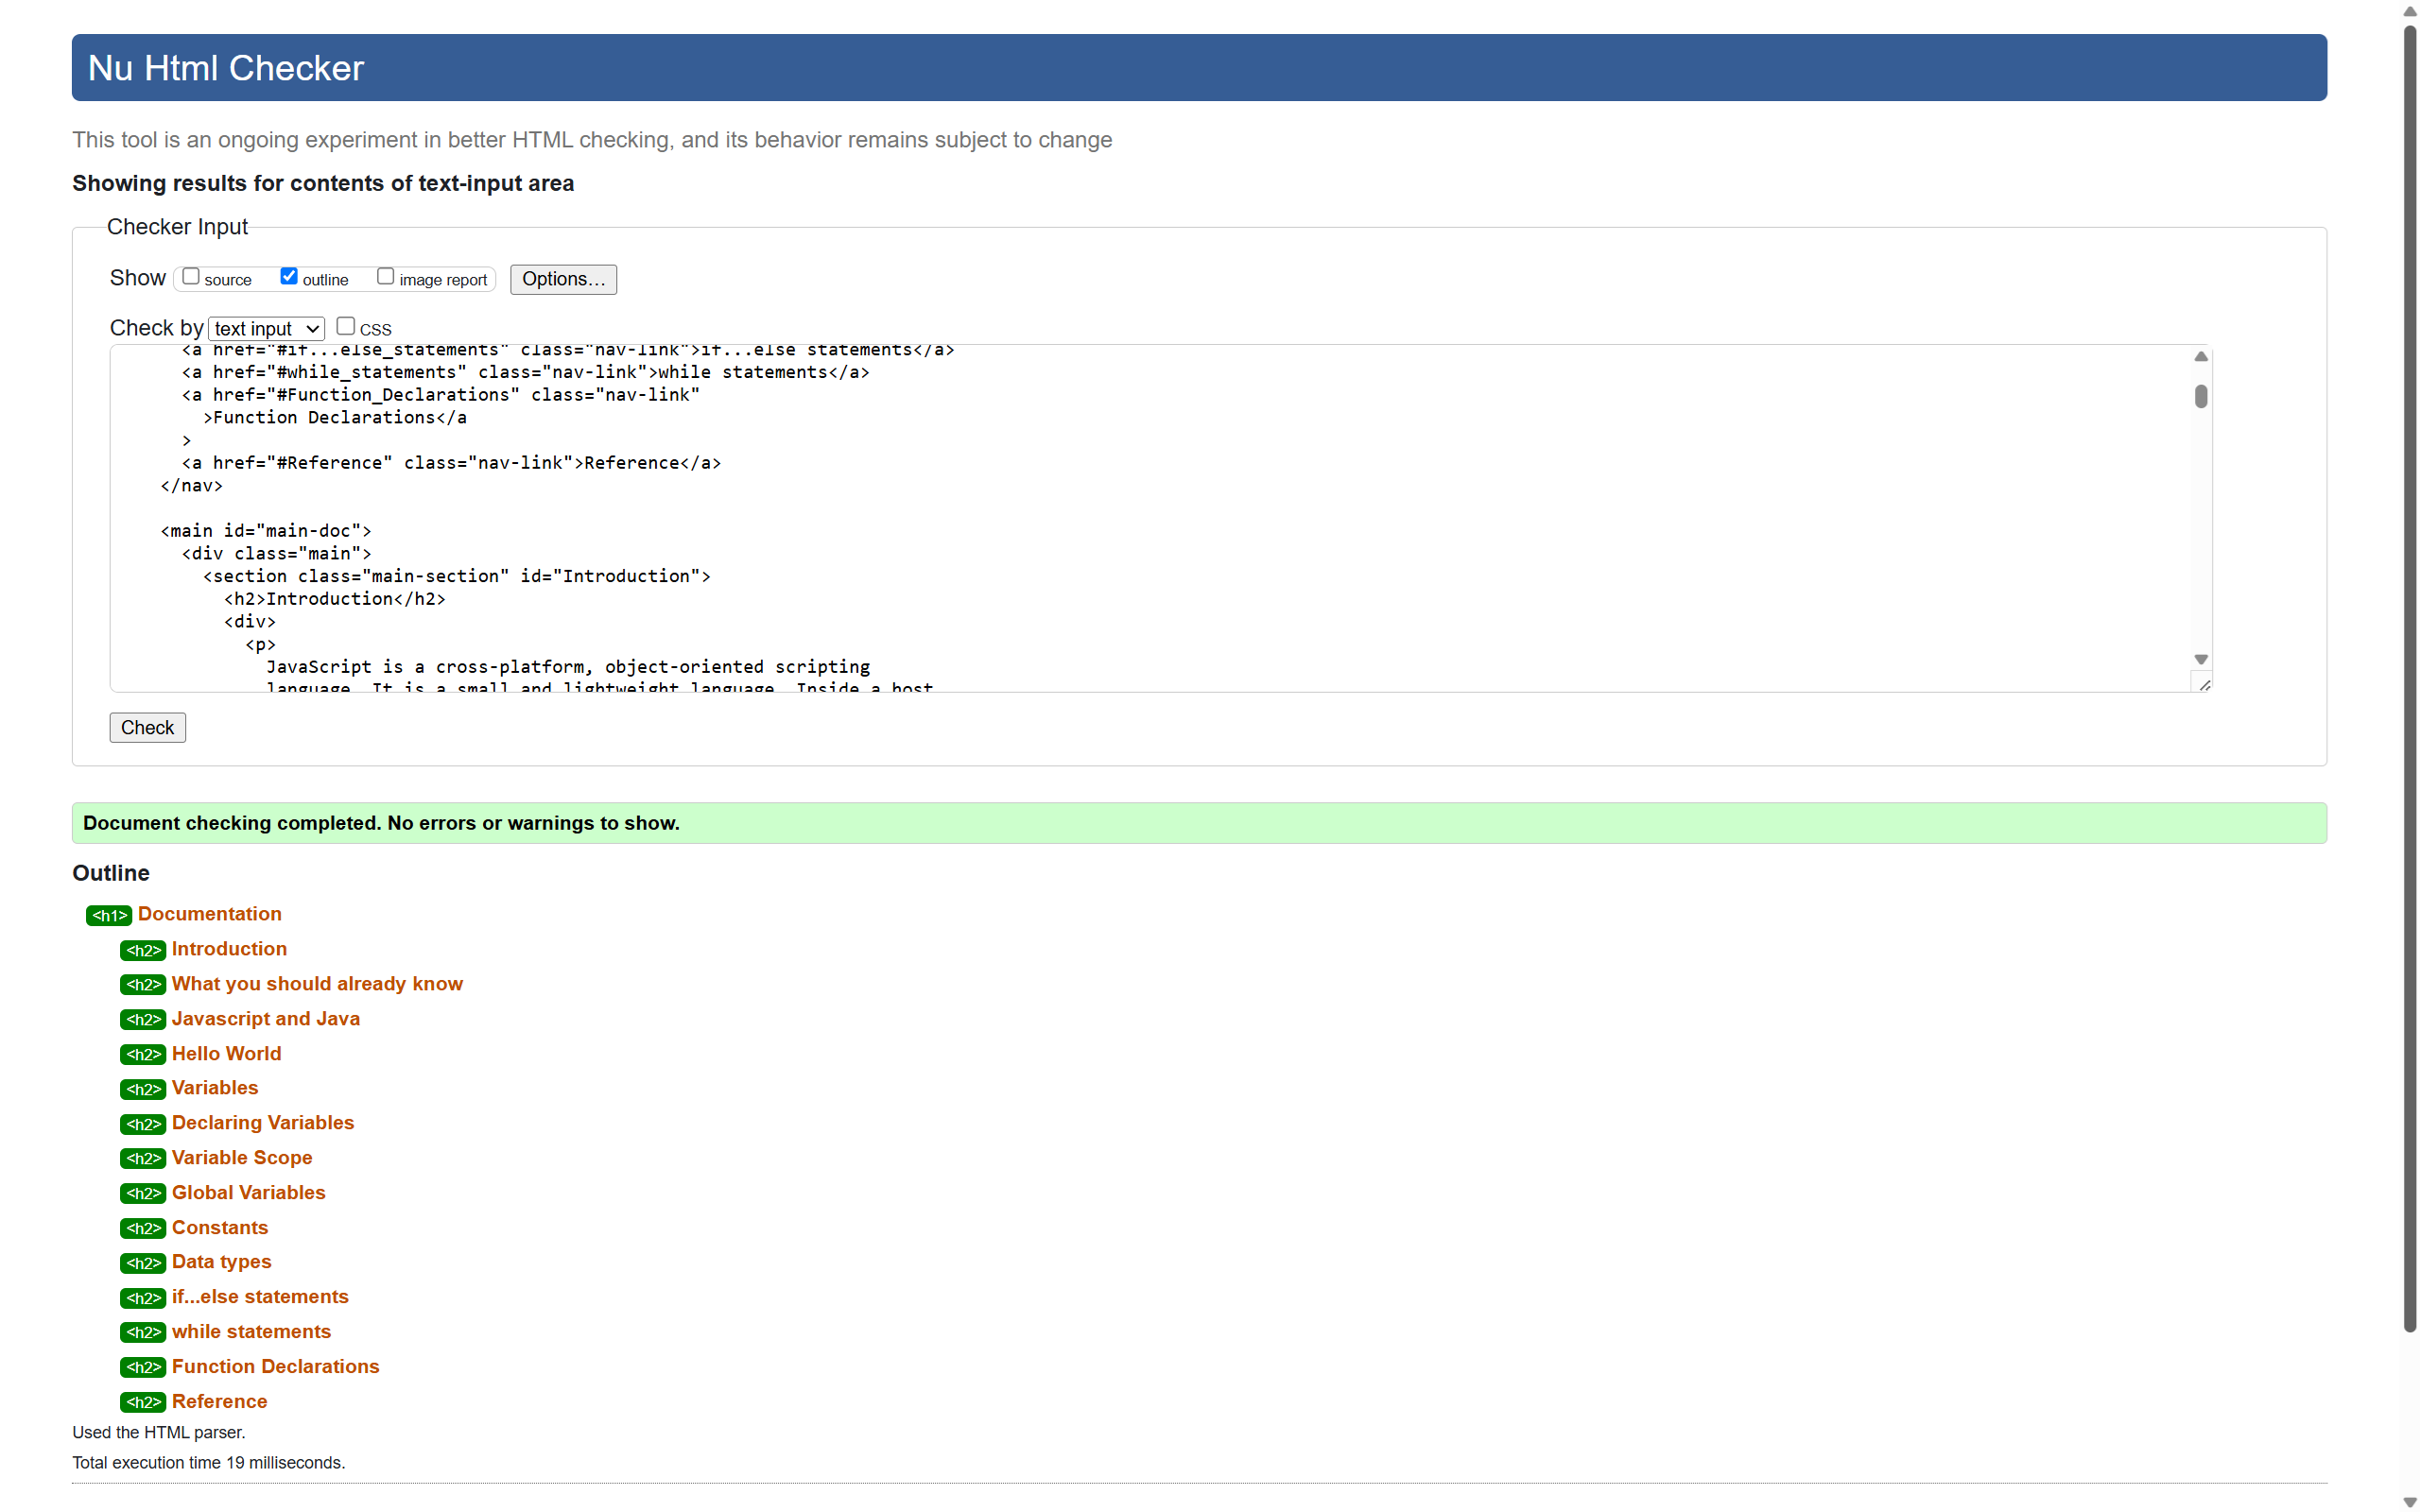 Nu Html Checker
This tool is an ongoing experiment in better HTML checking, and its behavior remains subject to change
Showing results for contents of text-input area
Checker Input
Show source outline image report Options...
Check by text input CSS
<a href="#if...else_statements" class="nav-link">if...else statements</a>
<a href="#while_statements" class="nav-link">while statements</a>
<a href="#Function_Declarations" class="nav-link"
>Function Declarations</a
>
<a href="#Reference" class="nav-link">Reference</a>
</nav>
<main id="main-doc">
<div class="main">
<section class="main-section" id="Introduction">
<h2>Introduction</h2>
<div>
<p>
JavaScript is a cross-platform, object-oriented scripting
language. It is a small and lightweight language. Inside a host
Check
Document checking completed. No errors or warnings to show.
Outline
<h1> Documentation
<h2> Introduction
<h2> What you should already know
<h2> Javascript and Java
<h2> Hello World
<h2> Variables
<h2> Declaring Variables
<h2> Variable Scope
<h2> Global Variables
<h2> Constants
<h2> Data types
<h2> if...else statements
<h2> while statements
<h2> Function Declarations
<h2> Reference
Used the HTML parser.
Total execution time 19 milliseconds.